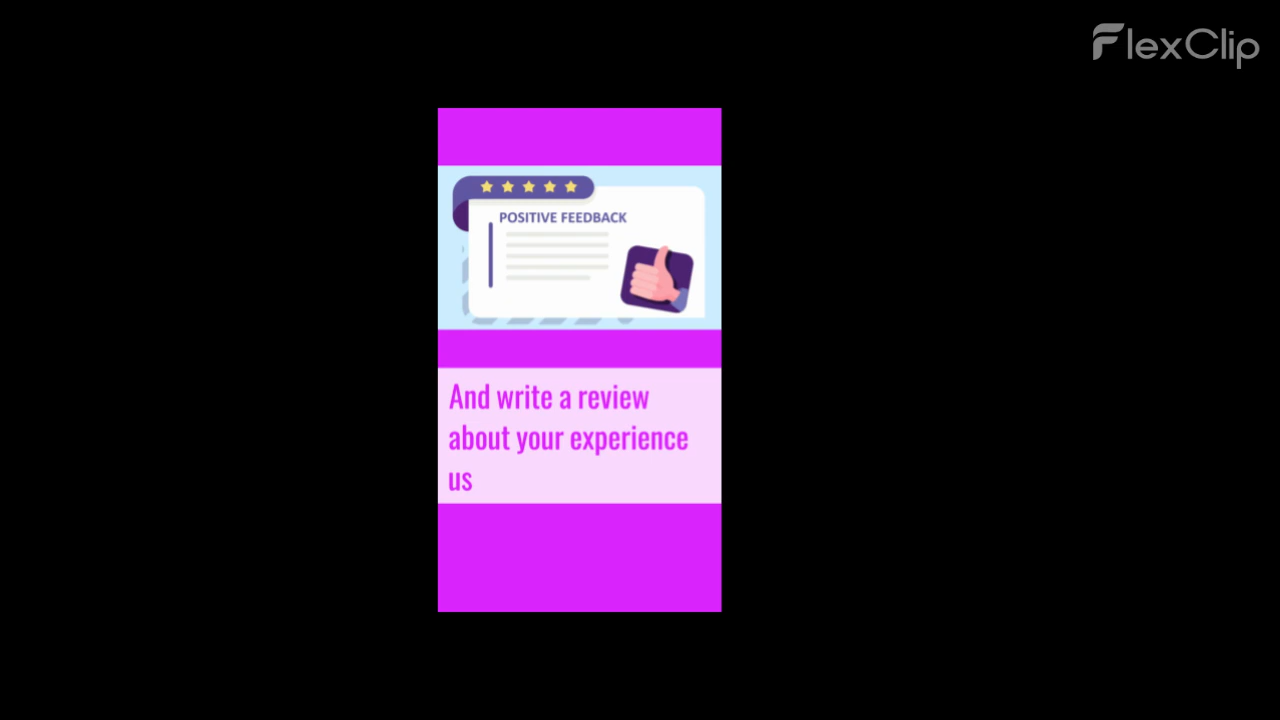 FlexClip
POSITIVE FEEDBACK
And write a review
about your experience
us